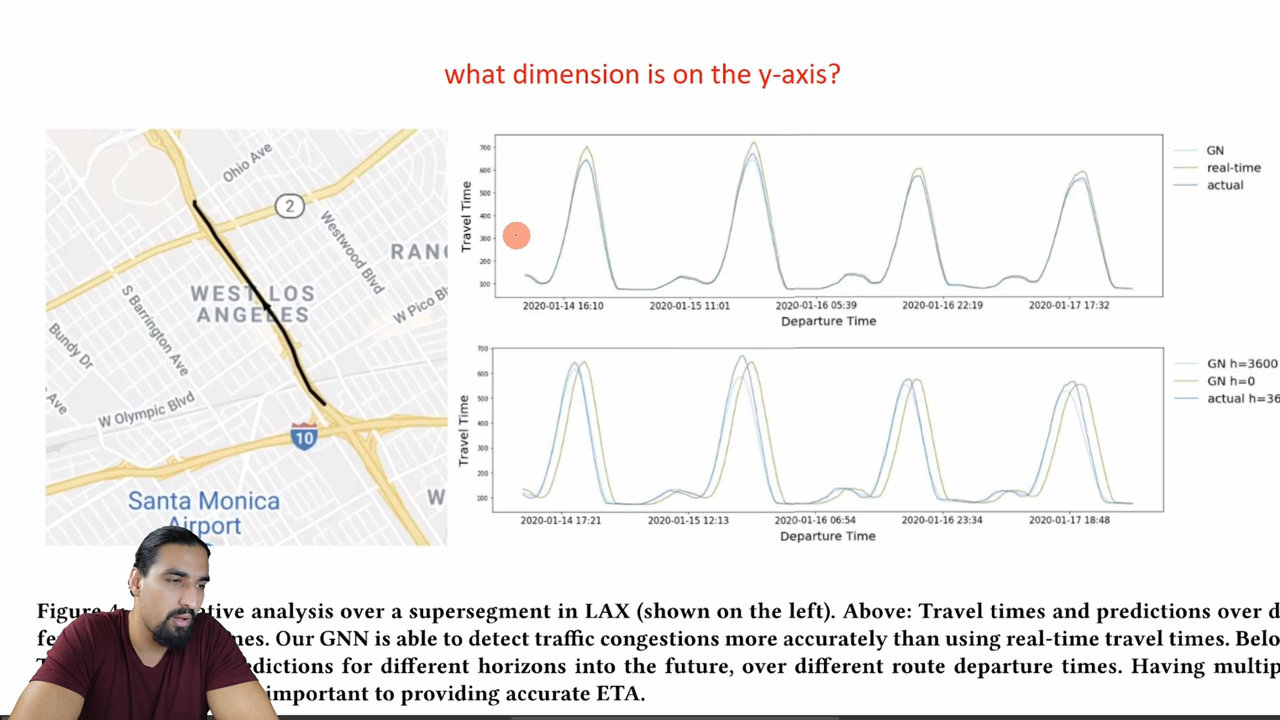 what dimension is on the y-axis?
Ohio Ave
2
Westwood Blvd
RAN
WEST LOS
ANGELES
S Barrington Ave
W Pico
Bundy Dr
Ave
W Olympic Blvd
10
W
Santa Monica
Airport
Travel Time
700
600
500
400
300
200
100
2020-01-14 16:10 2020-01-15 11:01 2020-01-16 05:39 2020-01-16 22:19 2020-01-17 17:32
Departure Time
GN
real-time
actual
Travel Time
700
600
500
400
300
200
100
2020-01-14 17:21 2020-01-15 12:13 2020-01-16 06:54 2020-01-16 23:34 2020-01-17 18:48
Departure Time
GN h=3600
GN h=0
actual h=36
Figure analysis over a supersegment in LAX (shown on the left). Above: Travel times and predictions over
Our GNN is able to detect traffic congestions more accurately than using real-time travel times.
for different horizons into the future, over different route departure times. Having
important to providing accurate ETA.